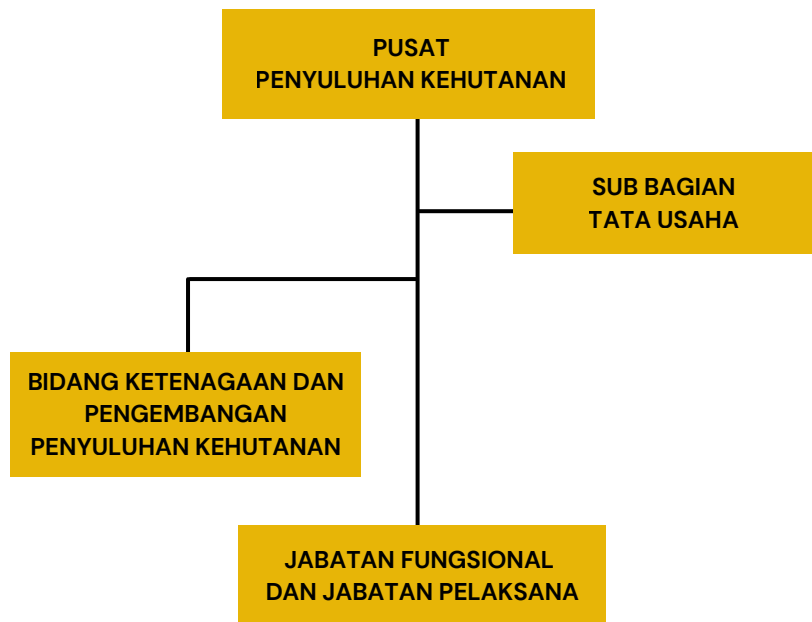 PUSAT
PENYULUHAN KEHUTANAN
SUB BAGIAN
TATA USAHA
BIDANG KETENAGAAN DAN
PENGEMBANGAN
PENYULUHAN KEHUTANAN
JABATAN FUNGSIONAL
DAN JABATAN PELAKSANA